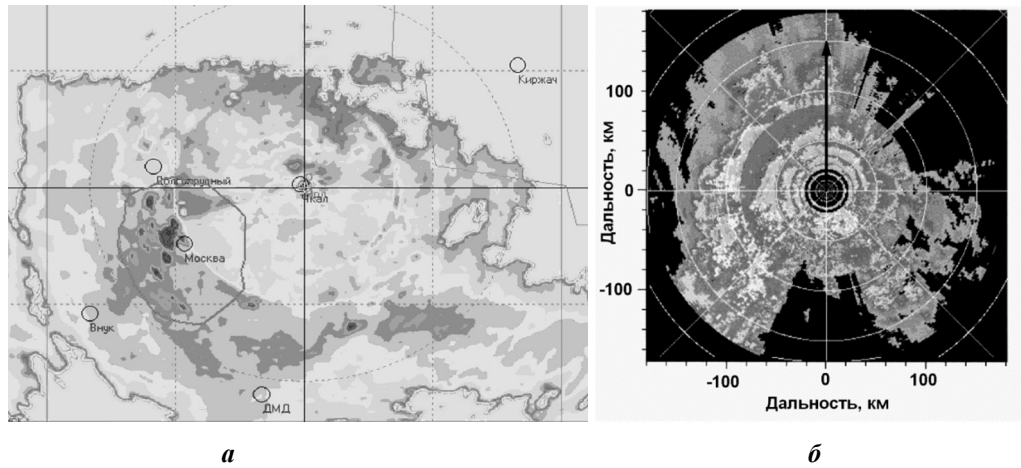 Киржач
Долгопрудный
Чкал
Москва
Внук
ДМД
а
Дальность, км
100
0
-100
-100
0
100
Дальность, км
б